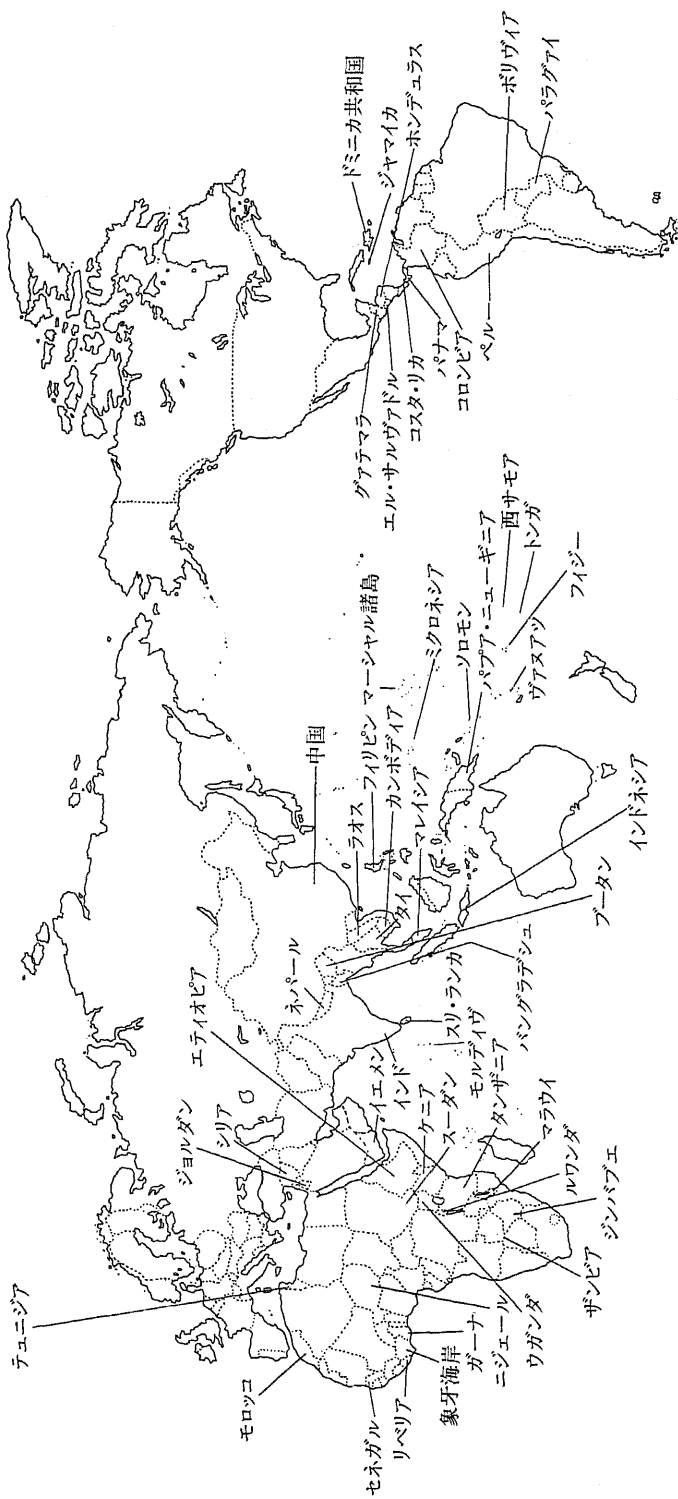 テュニジア
モロッコ
セネガル
リベリア
象牙海岸
ガーナ
ニジェール
ウガンダ
ザンビア
ジンバブエ
ルワンダ
マラウイ
タンザニア
モルディヴ
スーダン
ケニア
イエメン
インド
スリ・ランカ
バングラデシュ
ブータン
インドネシア
ジョルダン
シリア
エティオピア
ネパール
中国
ラオス
タイ
フィリピン
マーシャル諸島
カンボディア
マレイシア
ミクロネシア
ソロモン
パプア・ニューギニア
西サモア
トンガ
フィジー
ヴァヌアツ
グァテマラ
エル・サルヴァドル
コスタ・リカ
パナマ
コロンビア
ペルー
ドミニカ共和国
ジャマイカ
ホンデュラス
ボリヴィア
パラグァイ